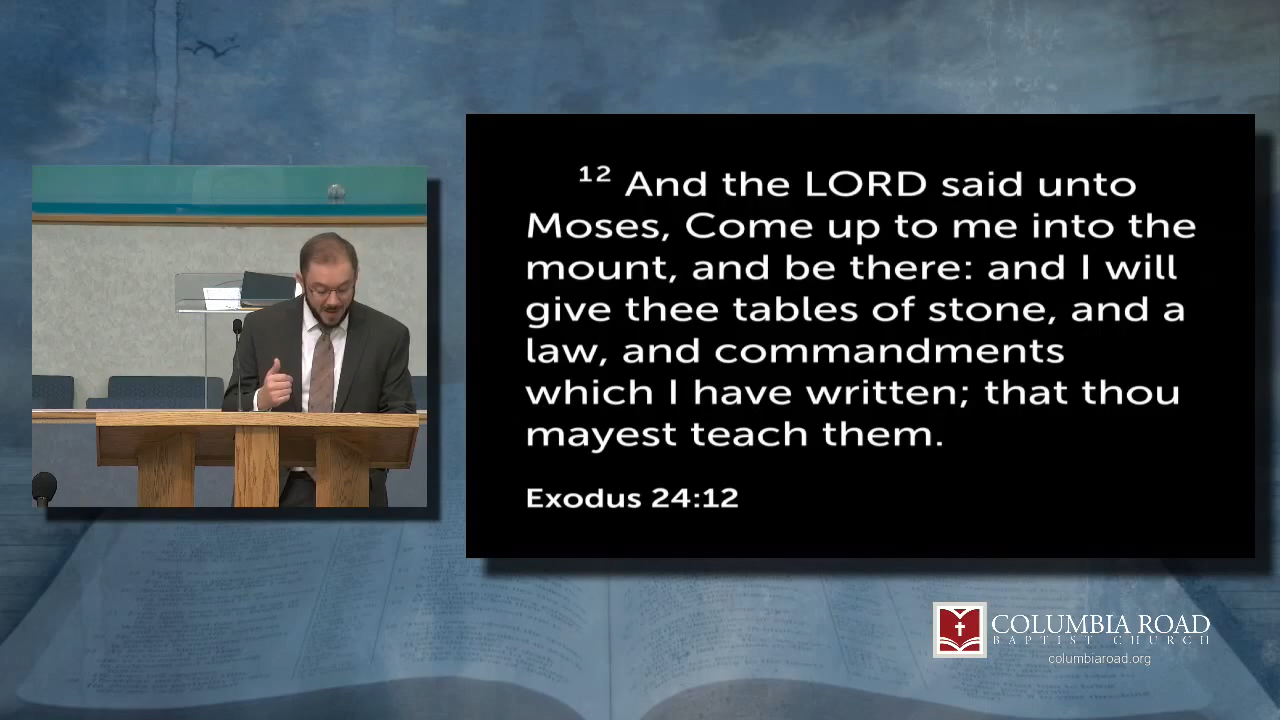 12 And the LORD said unto
Moses, Come up to me into the
mount, and be there: and I will
give thee tables of stone, and a
law, and commandments
which I have written; that thou
mayest teach them.
Exodus 24:12
COLUMBIA ROAD
BAPTIST CHURCH
columbiaroad.org